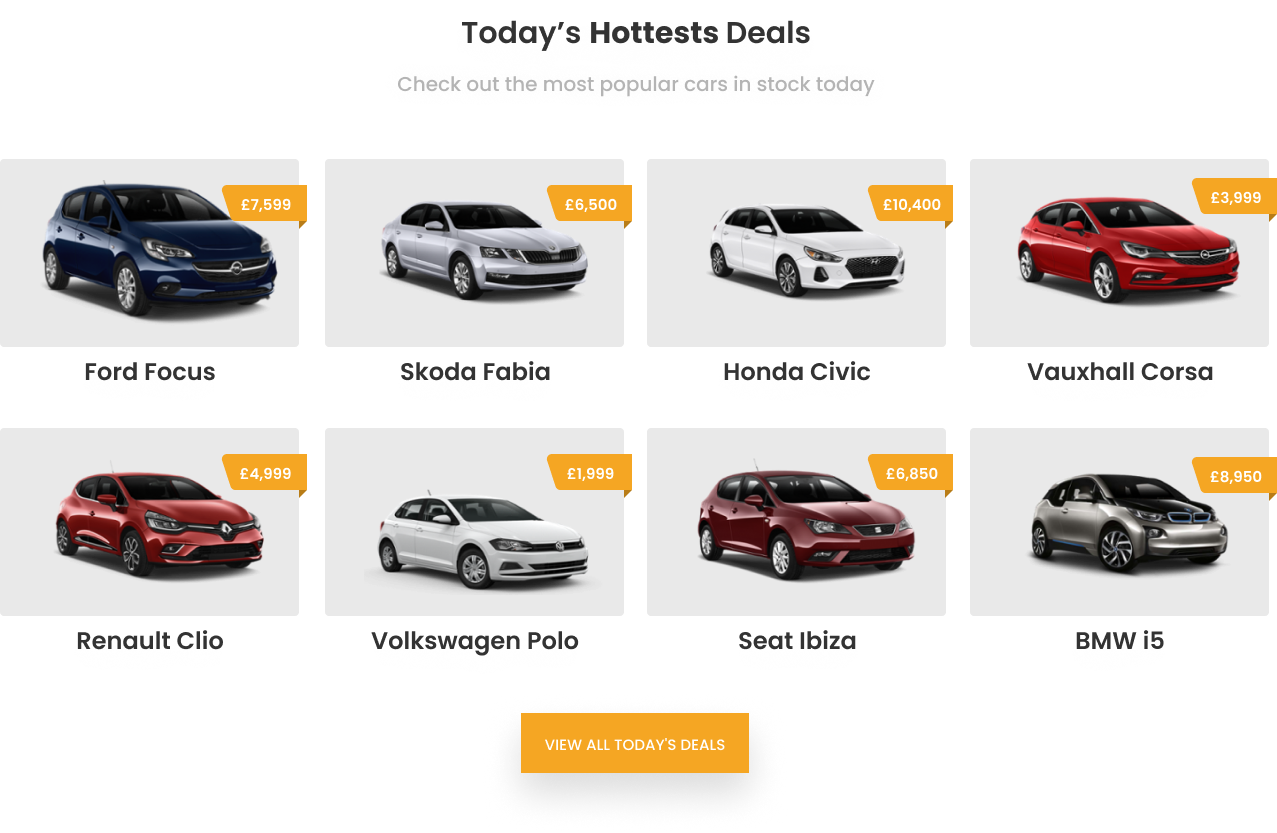 Today’s Hottests Deals
Check out the most popular cars in stock today
£7,599
£6,500
£10,400
£3,999
Ford Focus
Skoda Fabia
Honda Civic
Vauxhall Corsa
£4,999
£1,999
£6,850
£8,950
Renault Clio
Volkswagen Polo
Seat Ibiza
BMW i5
VIEW ALL TODAY'S DEALS